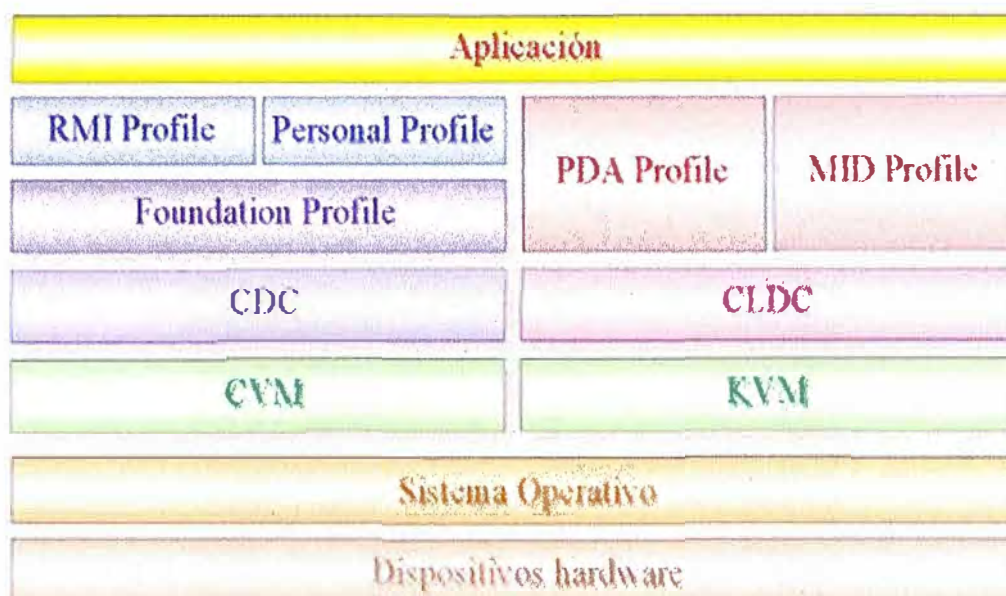 Aplicación
RMI Profile
Personal Profile
PDA Profile
MID Profile
Foundation Profile
CDC
CLDC
CVM
KVM
Sistema Operativo
Dispositivos hardware